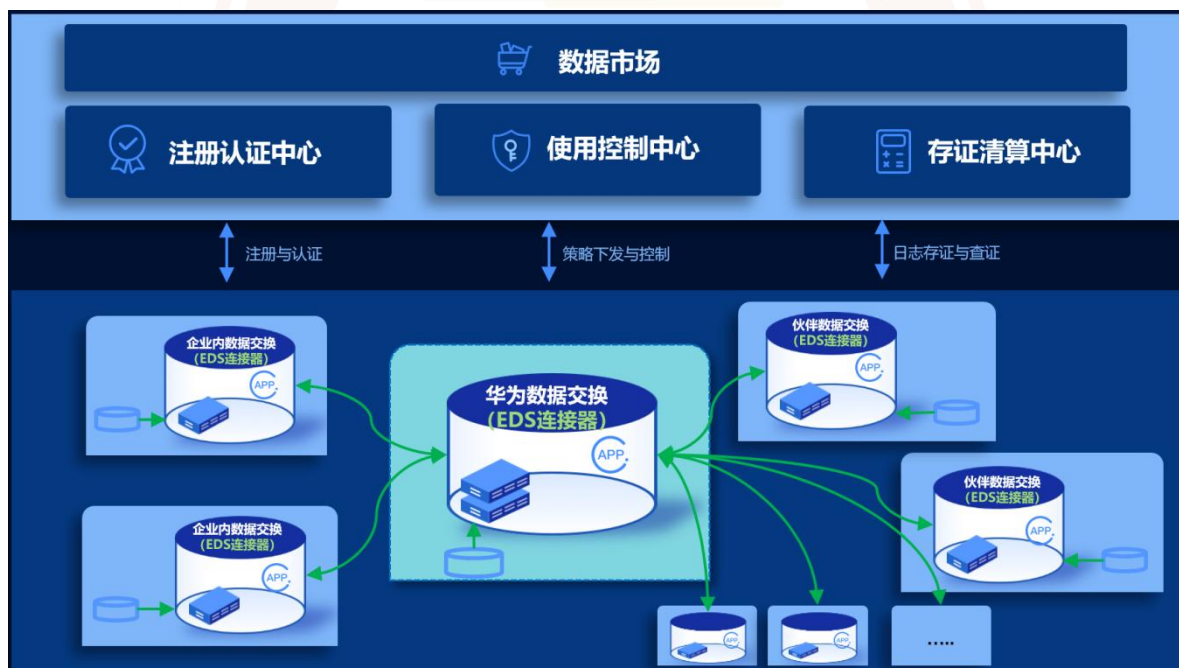 数据市场
注册认证中心
使用控制中心
存证清算中心
注册与认证
策略下发与控制
日志存证与查证
企业内数据交换
(EDS连接器)
APP.
伙伴数据交换
(EDS连接器)
APP.
华为数据交换
(EDS连接器)
APP.
伙伴数据交换
(EDS连接器)
APP.
企业内数据交换
(EDS连接器)
APP.
APP.
APP.
.....